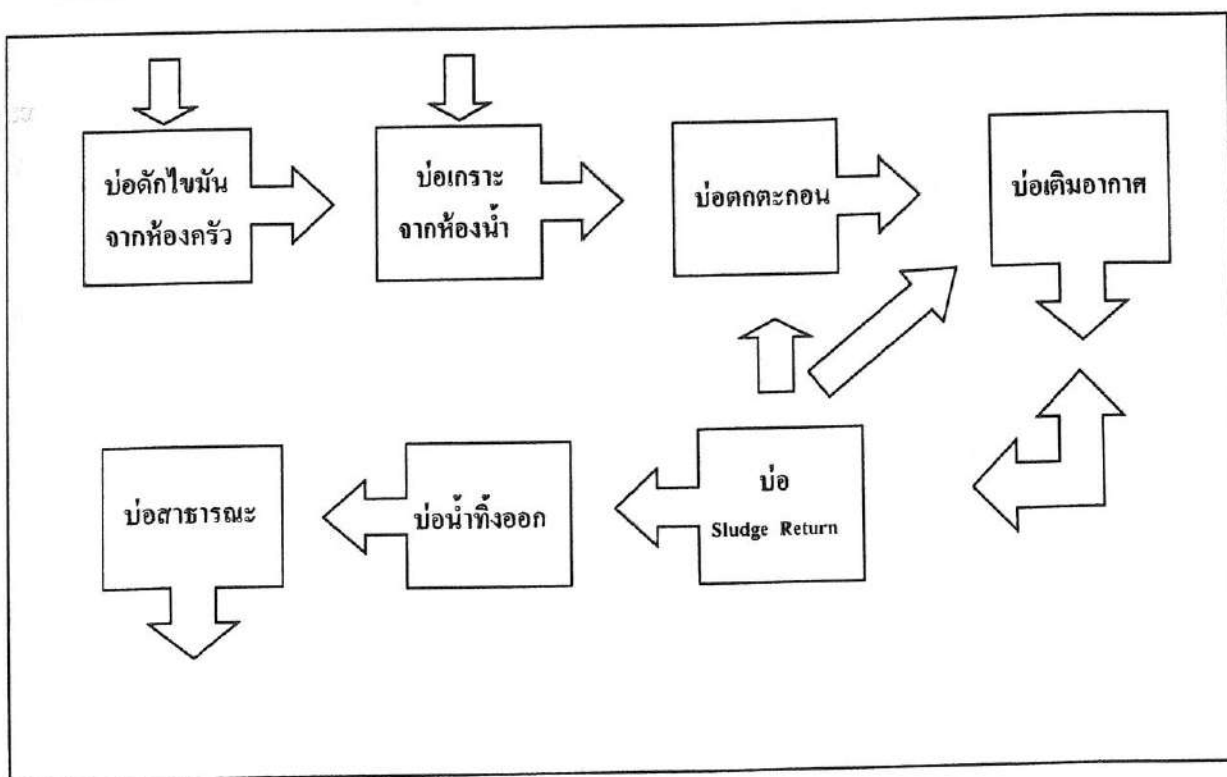 บ่อดักไขมัน
จากห้องครัว
บ่อเกราะ
จากห้องน้ำ
บ่อตกตะกอน
บ่อเติมอากาศ
บ่อสาธารณะ
บ่อน้ำทิ้งออก
บ่อ
Sludge Return